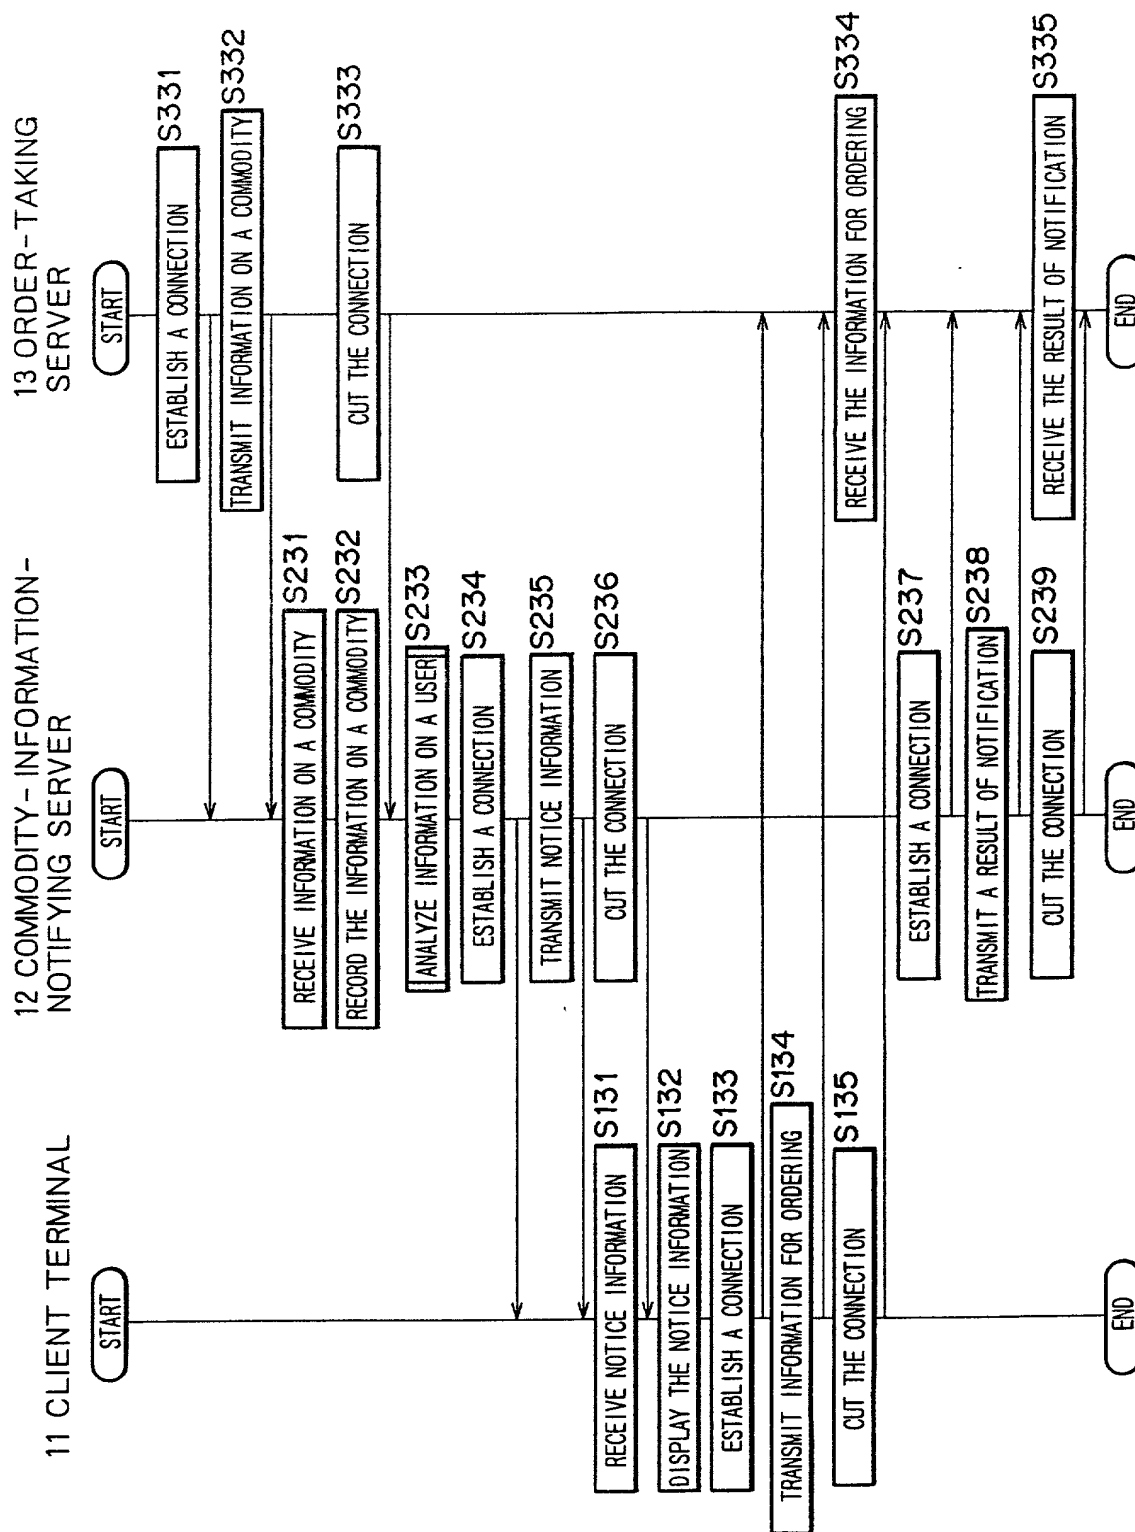 11 CLIENT TERMINAL
START
RECEIVE NOTICE INFORMATION
S131
DISPLAY THE NOTICE INFORMATION
S132
ESTABLISH A CONNECTION
S133
TRANSMIT INFORMATION FOR ORDERING
S134
CUT THE CONNECTION
S135
END
12 COMMODITY-INFORMATION-
NOTIFYING SERVER
START
RECEIVE INFORMATION ON A COMMODITY
S231
RECORD THE INFORMATION ON A COMMODITY
S232
ANALYZE INFORMATION ON A USER
S233
ESTABLISH A CONNECTION
S234
TRANSMIT NOTICE INFORMATION
S235
CUT THE CONNECTION
S236
ESTABLISH A CONNECTION
S237
TRANSMIT A RESULT OF NOTIFICATION
S238
CUT THE CONNECTION
S239
END
13 ORDER-TAKING
SERVER
START
ESTABLISH A CONNECTION
S331
TRANSMIT INFORMATION ON A COMMODITY
S332
CUT THE CONNECTION
S333
RECEIVE THE INFORMATION FOR ORDERING
S334
RECEIVE THE RESULT OF NOTIFICATION
S335
END